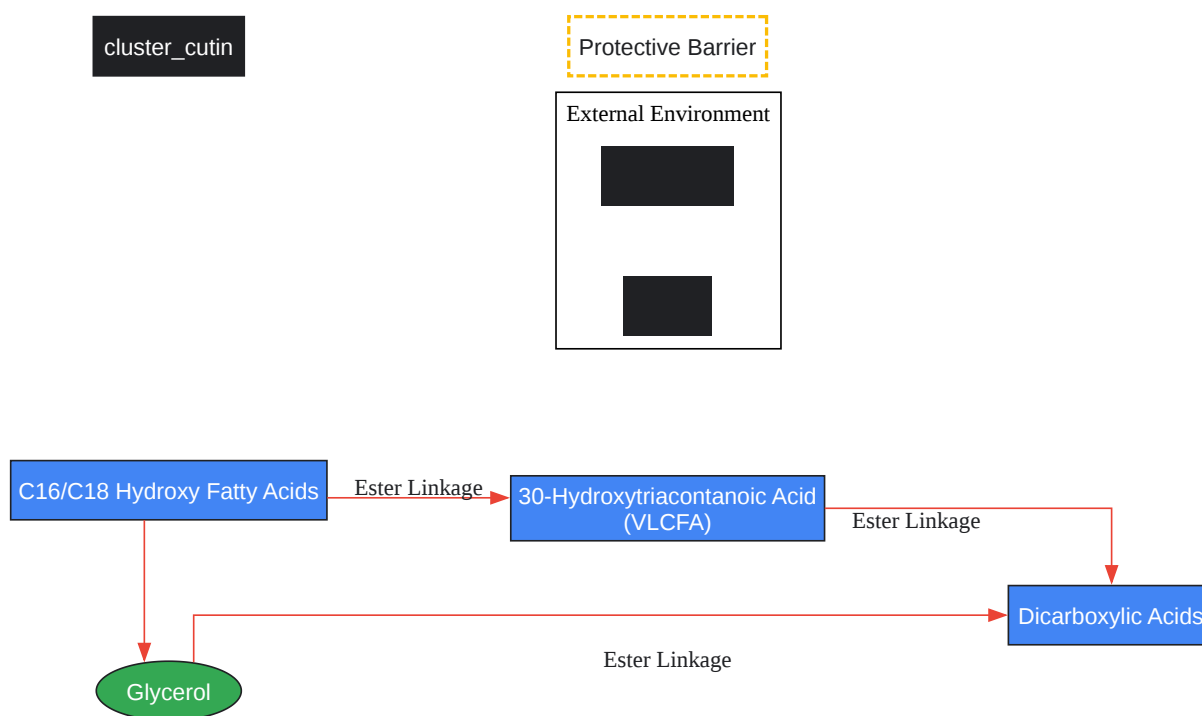 cluster_cutin
Protective Barrier
External Environment
C16/C18 Hydroxy Fatty Acids
Ester Linkage
30-Hydroxytriacontanoic Acid
(VLCFA)
Ester Linkage
Dicarboxylic Acids
Ester Linkage
Glycerol